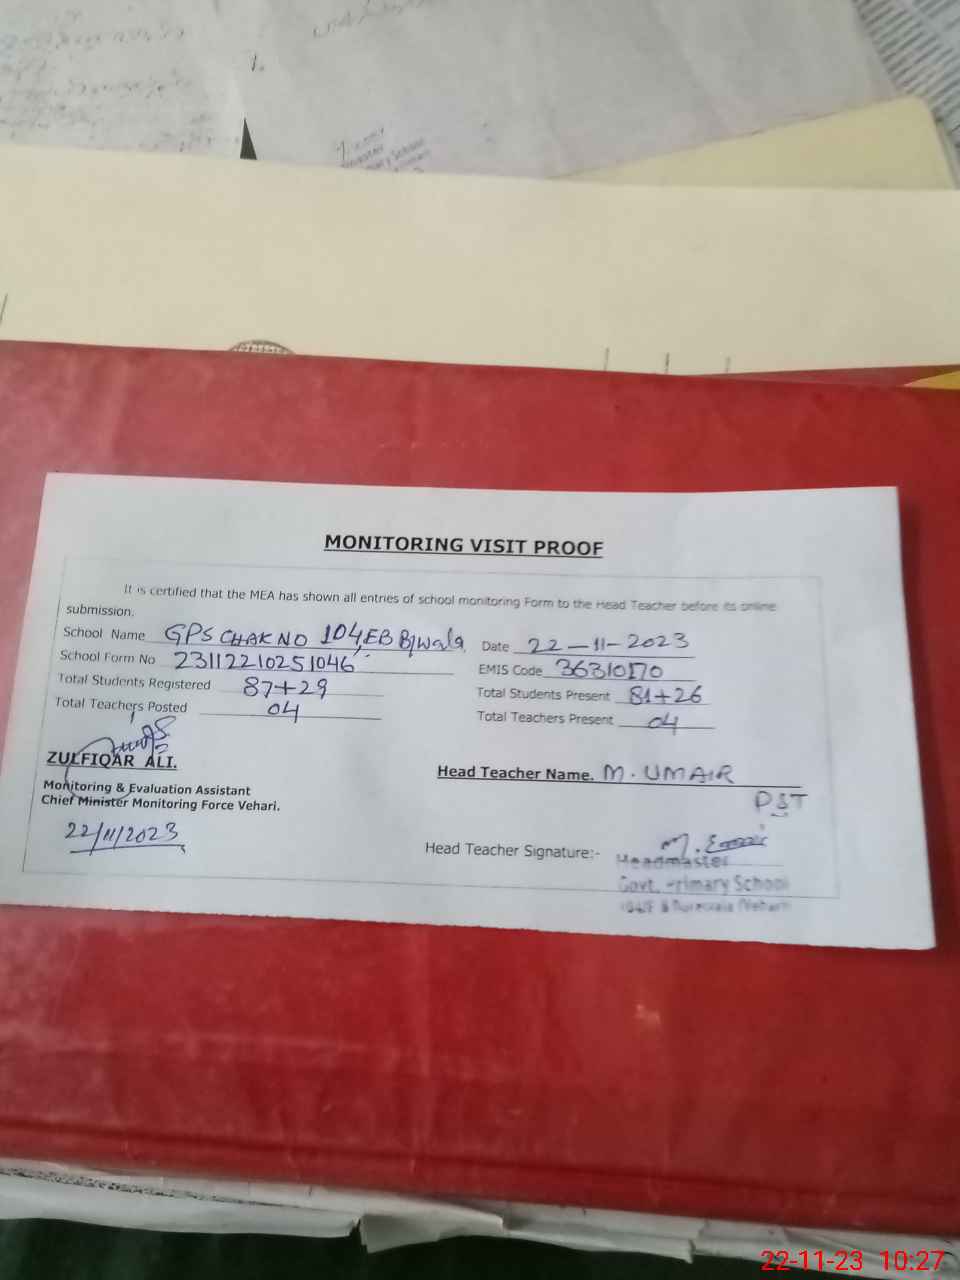 MONITORING VISIT PROOF
It is certified that the MEA has shown all entries of school monitoring Form to the Head Teacher before its online
submission.
School Name GPS CHAK NO 104,EB B/wala Date 22-11-2023
School Form No 23112210251046 EMIS Code 36310170
Total Students Registered 87+29 Total Students Present 81+26
Total Teachers Posted 04 Total Teachers Present 04
ZULFIQAR ALI.
Head Teacher Name. M. UMAIR
PST
Monitoring & Evaluation Assistant
Chief Minister Monitoring Force Vehari.
22/11/2023
Head Teacher Signature:-
Headmaster
Govt. Primary School
22-11-23 10:27